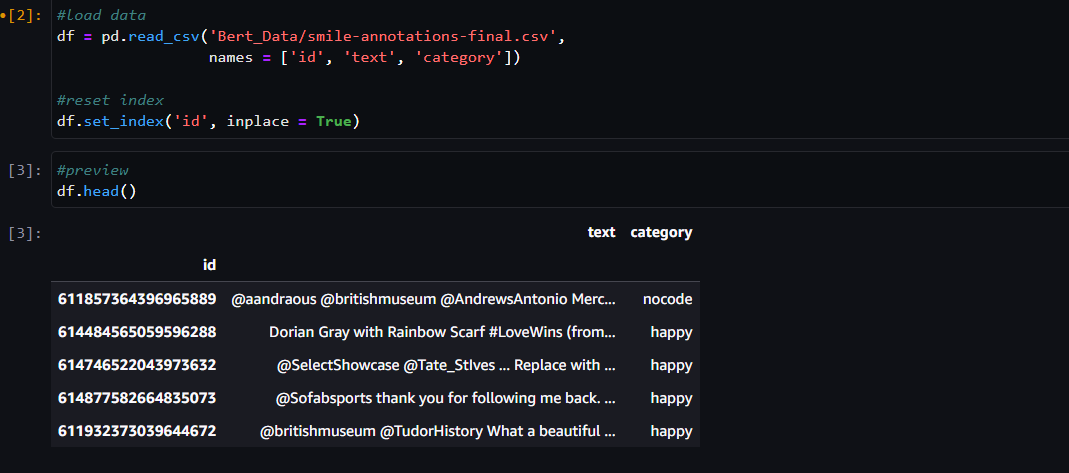 [2]: #load data
df = pd.read_csv('Bert_Data/smile-annotations-final.csv',
names = ['id', 'text', 'category'])
#reset index
df.set_index('id', inplace = True)
[3]: #preview
df.head()
[3]:
text category
id
611857364396965889 @aandraous @britishmuseum @AndrewsAntonio Merc... nocode
614484565059596288 Dorian Gray with Rainbow Scarf #LoveWins (from... happy
614746522043973632 @SelectShowcase @Tate_StIves ... Replace with ... happy
614877582664835073 @Sofabsports thank you for following me back. ... happy
611932373039644672 @britishmuseum @TudorHistory What a beautiful ... happy